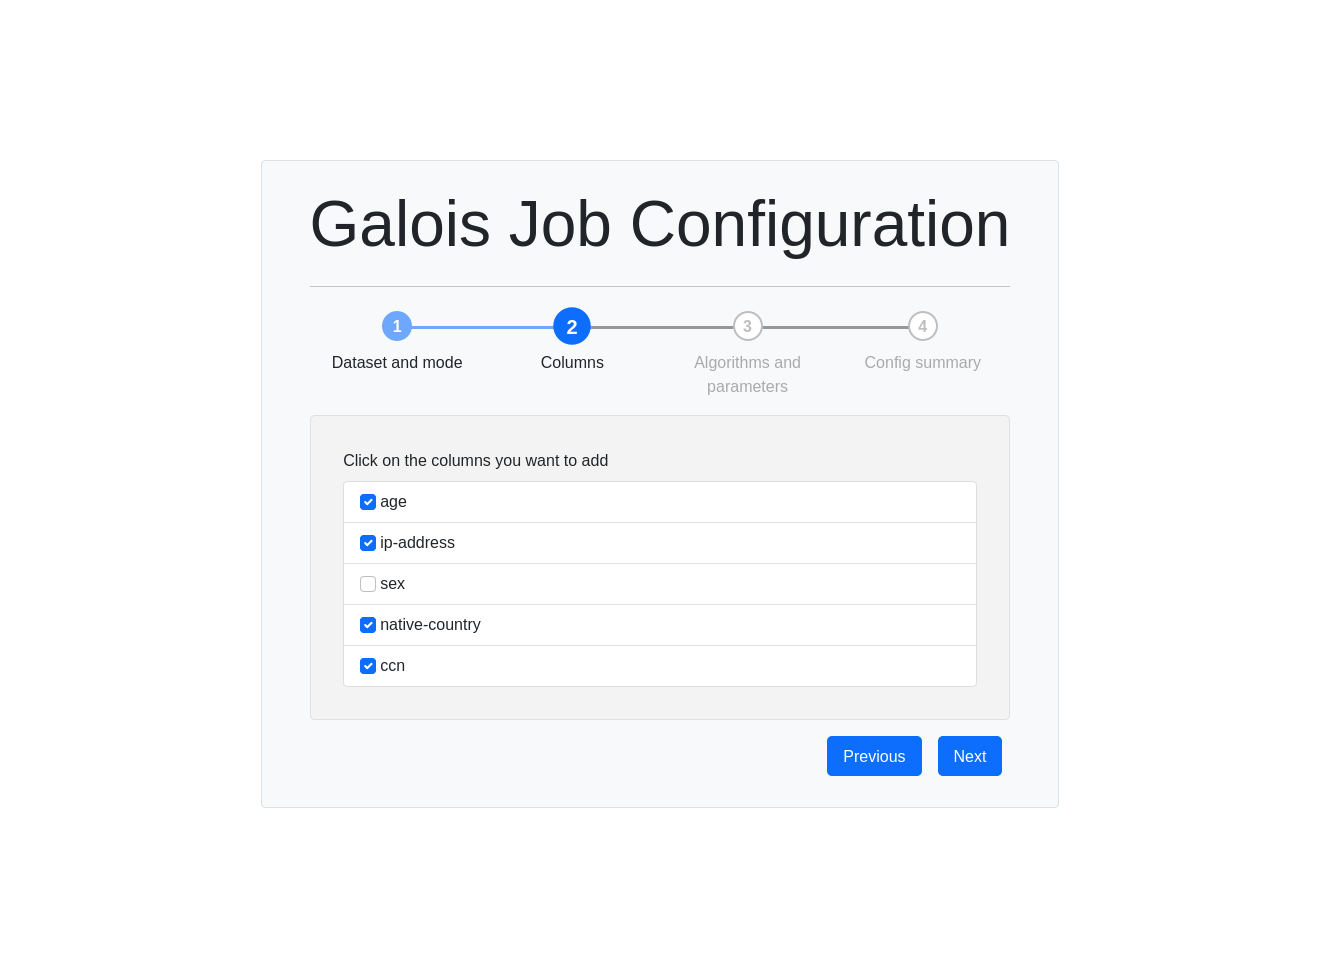 Galois Job Configuration
1
2
3
4
Dataset and mode
Columns
Algorithms and
parameters
Config summary
Click on the columns you want to add
age
ip-address
sex
native-country
ccn
Previous
Next